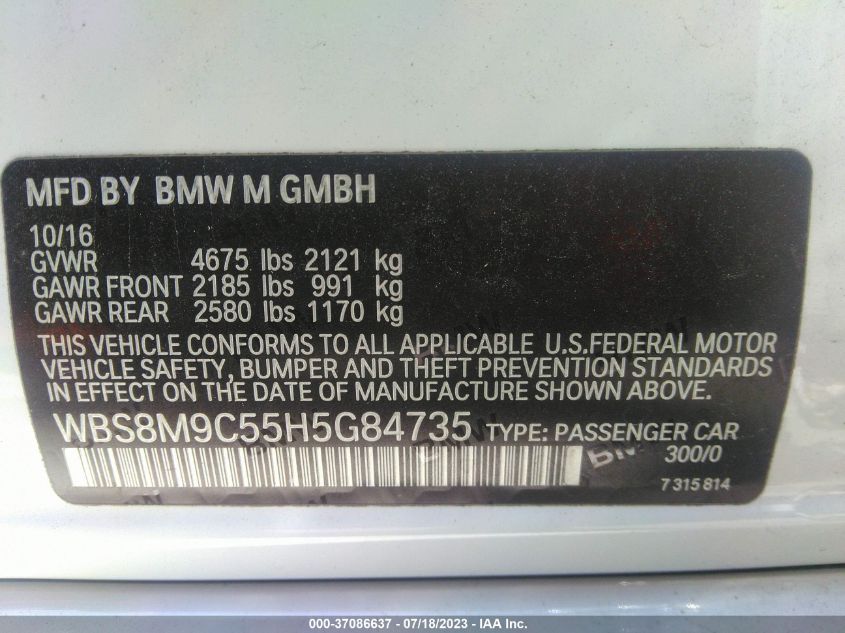 MFD BY BMW M GMBH
10/16
GVWR 4675 lbs 2121 kg
GAWR FRONT 2185 lbs 991 kg
GAWR REAR 2580 lbs 1170 kg
THIS VEHICLE CONFORMS TO ALL APPLICABLE U.S.FEDERAL MOTOR
VEHICLE SAFETY, BUMPER AND THEFT PREVENTION STANDARDS
IN EFFECT ON THE DATE OF MANUFACTURE SHOWN ABOVE.
WBS8M9C55H5G84735 TYPE: PASSENGER CAR
300/0
7 315 814
000-37086637 - 07/18/2023 - IAAI.com